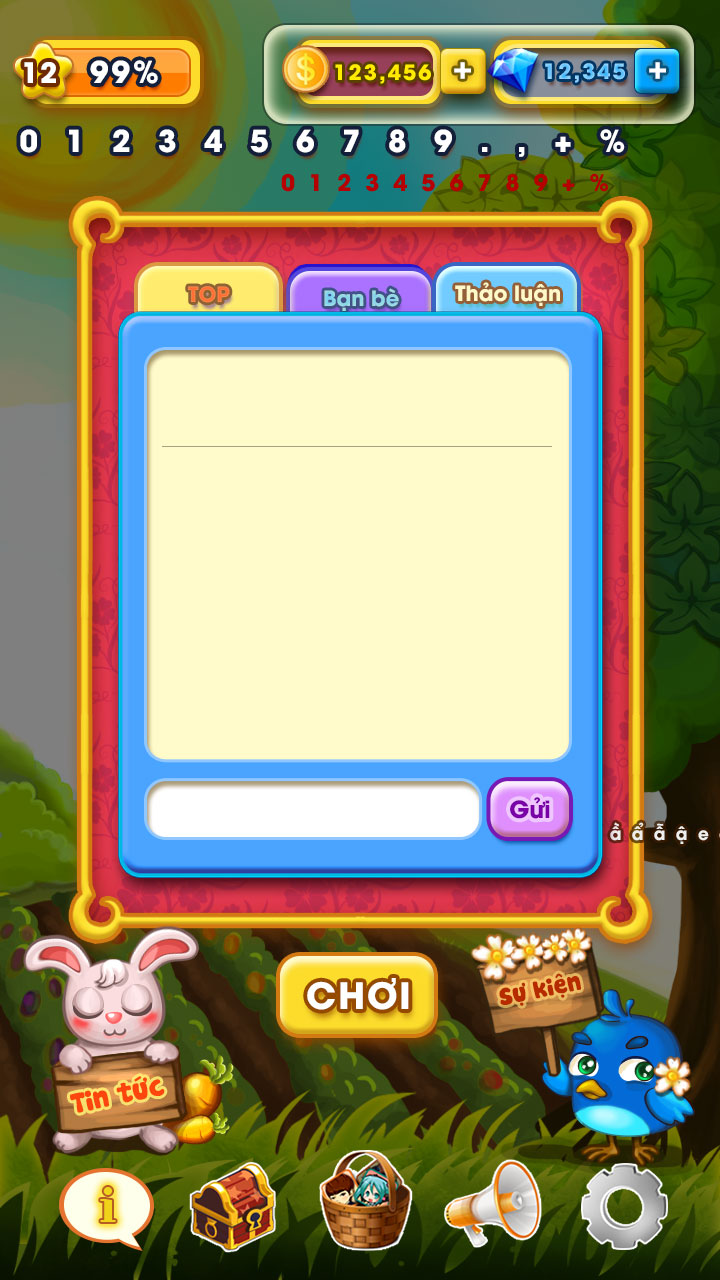 12 99% 123,456 + 12,345 +
0 1 2 3 4 5 6 7 8 9 . , + %
0 1 2 3 4 5 6 7 8 9 + %
TOP Bạn bè Thảo luận
Gửi
ầ ẩ ẫ ậ e
CHƠI
Sự kiện
Tin tức